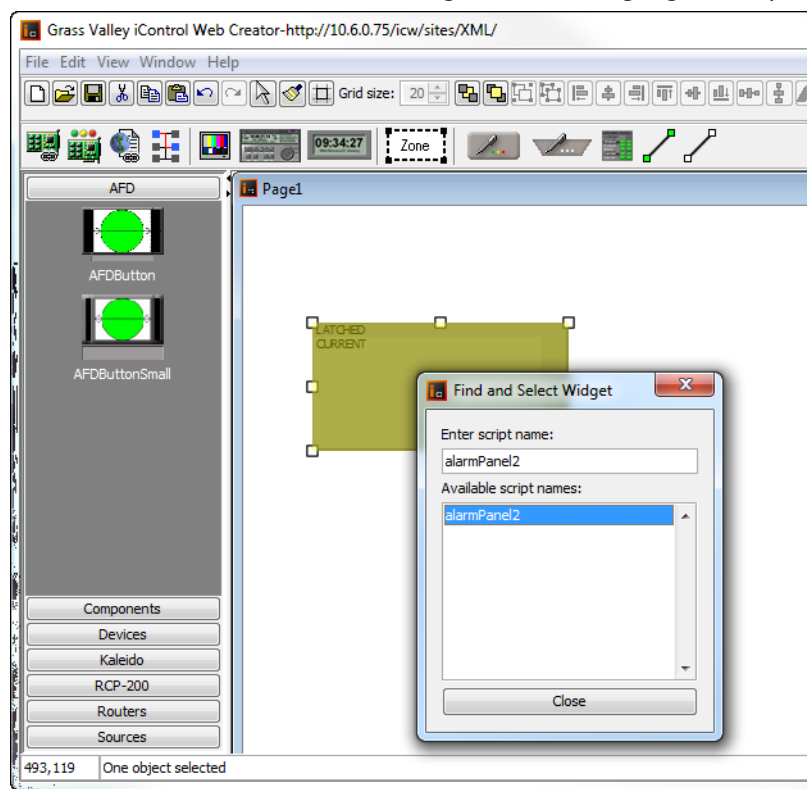 Grass Valley iControl Web Creator-http://10.6.0.75/icw/sites/XML/
File Edit View Window Help
Grid size: 20
09:34:27
Zone
AFD
Page1
AFDButton
AFDButtonSmall
LATCHED
CURRENT
Find and Select Widget
Enter script name:
alarmPanel2
Available script names:
alarmPanel2
Close
Components
Devices
Kaleido
RCP-200
Routers
Sources
493,119 One object selected